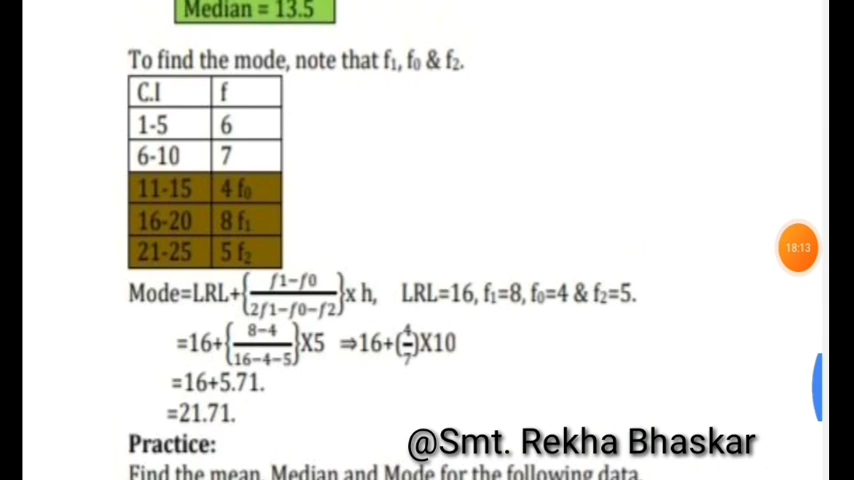 Median = 13.5
To find the mode, note that f₁, f₀ & f₂.
C.I f
1-5 6
6-10 7
11-15 4 f₀
16-20 8 f₁
21-25 5 f₂
Mode=LRL+{(f1−f0)/(2f1−f0−f2)}x h, LRL=16, f₁=8, f₀=4 & f₂=5.
=16+{(8−4)/(16−4−5)}X5 ⇒16+(4/7)X10
=16+5.71.
=21.71.
18:13
Practice:
@Smt. Rekha Bhaskar
Find the mean, Median and Mode for the following data.